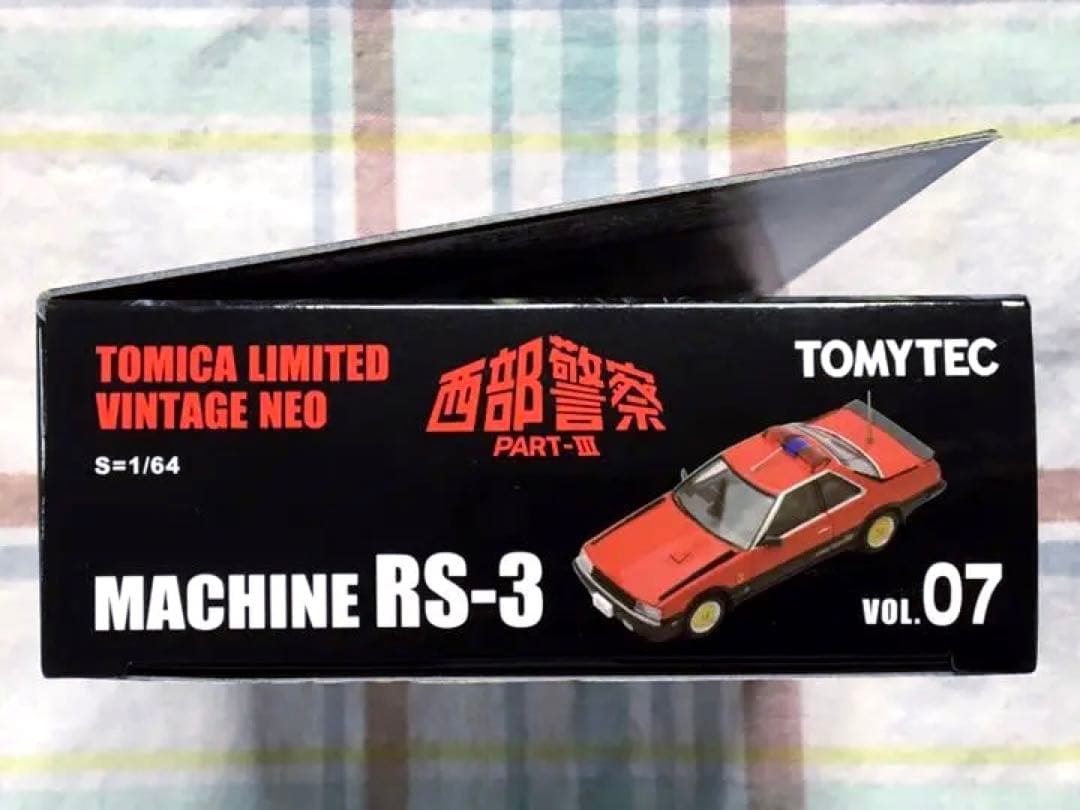 TOMICA LIMITED
VINTAGE NEO
S=1/64
西部警察
PART-III
TOMYTEC
MACHINE RS-3
VOL.07